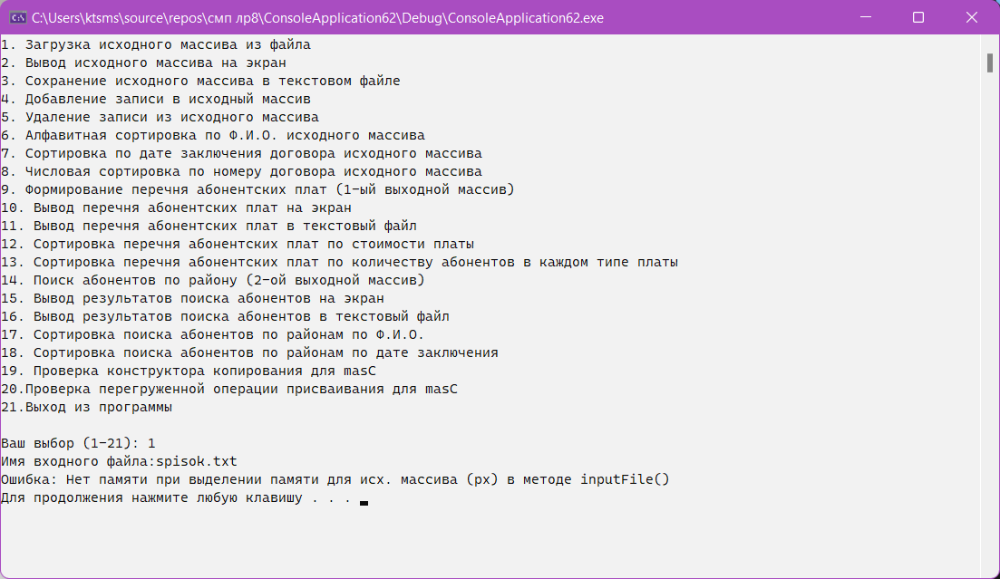 C:\Users\ktsms\source\repos\смп лр8\ConsoleApplication62\Debug\ConsoleApplication62.exe
1. Загрузка исходного массива из файла
2. Вывод исходного массива на экран
3. Сохранение исходного массива в текстовом файле
4. Добавление записи в исходный массив
5. Удаление записи из исходного массива
6. Алфавитная сортировка по Ф.И.О. исходного массива
7. Сортировка по дате заключения договора исходного массива
8. Числовая сортировка по номеру договора исходного массива
9. Формирование перечня абонентских плат (1-ый выходной массив)
10. Вывод перечня абонентских плат на экран
11. Вывод перечня абонентских плат в текстовый файл
12. Сортировка перечня абонентских плат по стоимости платы
13. Сортировка перечня абонентских плат по количеству абонентов в каждом типе платы
14. Поиск абонентов по району (2-ой выходной массив)
15. Вывод результатов поиска абонентов на экран
16. Вывод результатов поиска абонентов в текстовый файл
17. Сортировка поиска абонентов по районам по Ф.И.О.
18. Сортировка поиска абонентов по районам по дате заключения
19. Проверка конструктора копирования для masC
20.Проверка перегруженной операции присваивания для masC
21.Выход из программы
Ваш выбор (1-21): 1
Имя входного файла:spisok.txt
Ошибка: Нет памяти при выделении памяти для исх. массива (px) в методе inputFile()
Для продолжения нажмите любую клавишу . . .